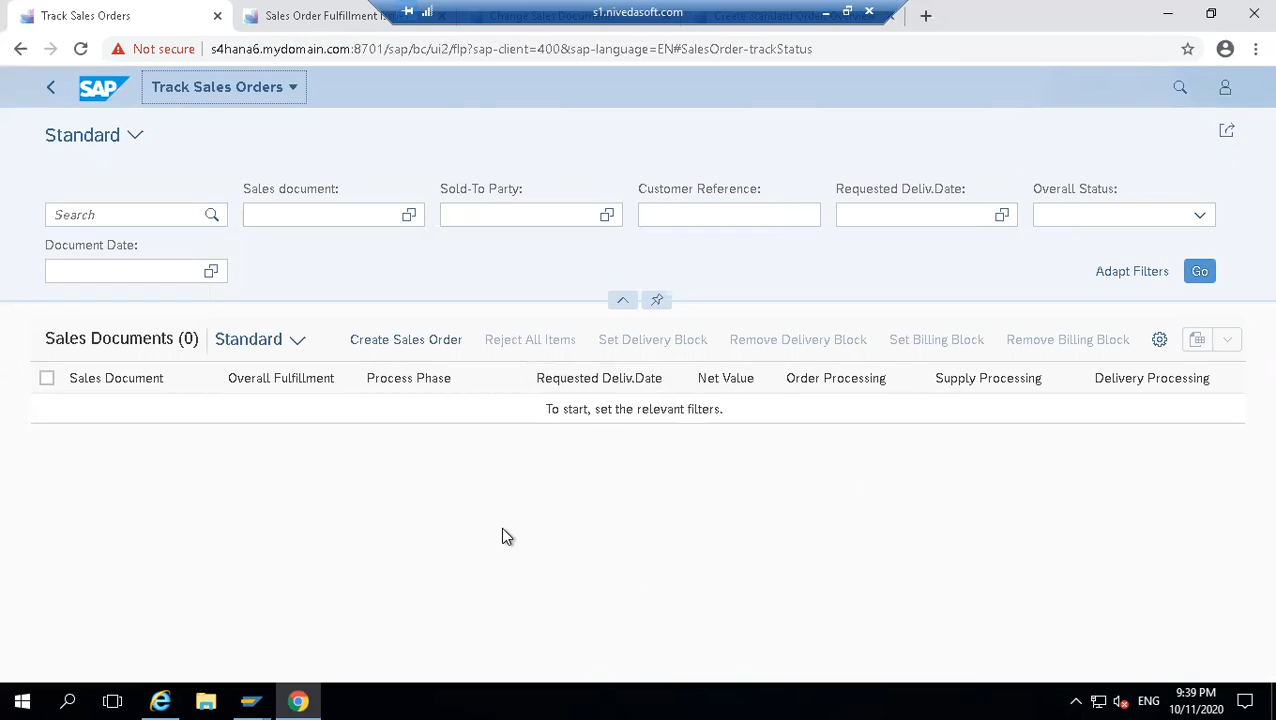 Track Sales Orders
Sales Order Fulfillment Is
s1.nivedasoft.com
Not secure
s4hana6.mydomain.com:8701/sap/bc/ui2/flp?sap-client=400&sap-language=EN#SalesOrder-trackStatus
SAP
Track Sales Orders
Standard
Sales document:
Sold-To Party:
Customer Reference:
Requested Deliv.Date:
Overall Status:
Search
Document Date:
Adapt Filters
Go
Sales Documents (0)
Standard
Create Sales Order
Reject All Items
Set Delivery Block
Remove Delivery Block
Set Billing Block
Remove Billing Block
Sales Document
Overall Fulfillment
Process Phase
Requested Deliv.Date
Net Value
Order Processing
Supply Processing
Delivery Processing
To start, set the relevant filters.
ENG
9:39 PM
10/11/2020